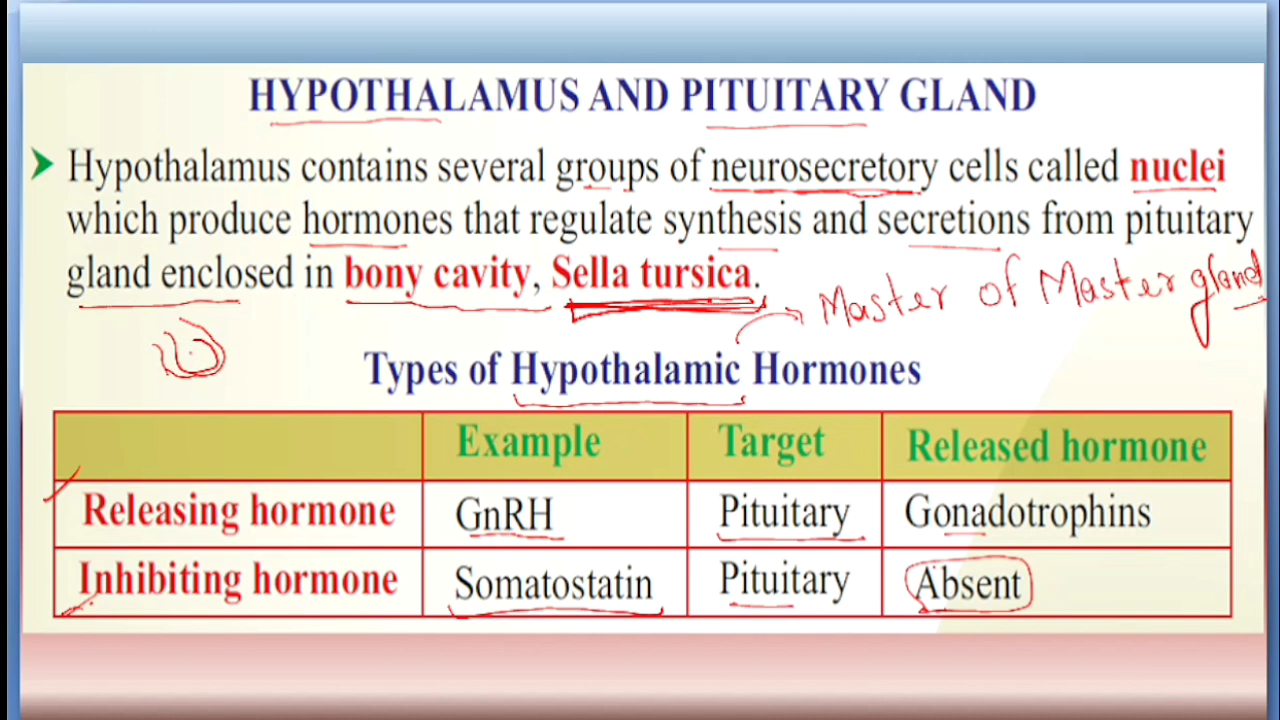 HYPOTHALAMUS AND PITUITARY GLAND
Hypothalamus contains several groups of neurosecretory cells called nuclei
which produce hormones that regulate synthesis and secretions from pituitary
gland enclosed in bony cavity, Sella tursica.
Master of Master gland
Types of Hypothalamic Hormones
Example Target Released hormone
Releasing hormone GnRH Pituitary Gonadotrophins
Inhibiting hormone Somatostatin Pituitary Absent